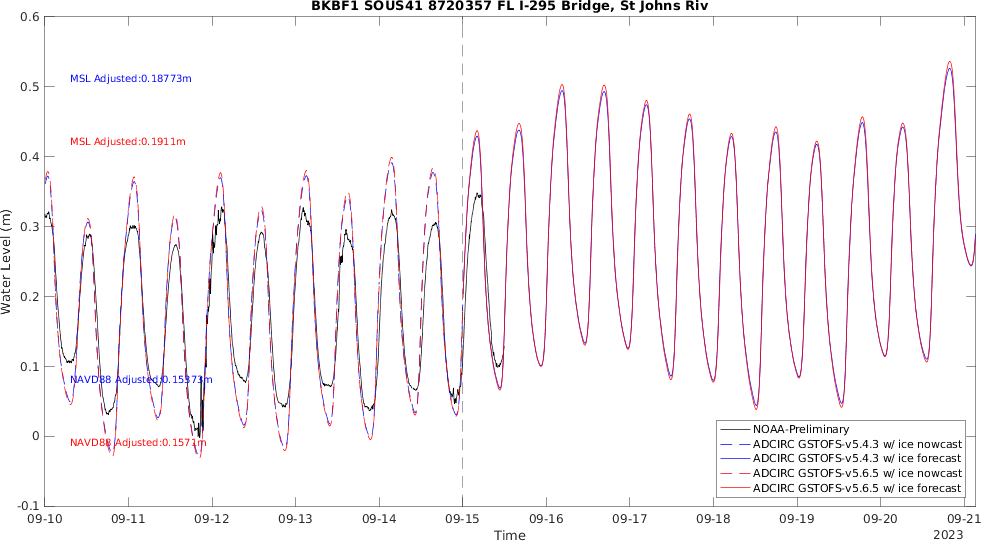 BKBF1 SOUS41 8720357 FL I-295 Bridge, St Johns Riv
0.6
0.5
0.4
0.3
0.2
0.1
0
-0.1
Water Level (m)
MSL Adjusted:0.18773m
MSL Adjusted:0.1911m
NAVD88 Adjusted:0.15373m
NAVD88 Adjusted:0.1571m
NOAA-Preliminary
ADCIRC GSTOFS-v5.4.3 w/ ice nowcast
ADCIRC GSTOFS-v5.4.3 w/ ice forecast
ADCIRC GSTOFS-v5.6.5 w/ ice nowcast
ADCIRC GSTOFS-v5.6.5 w/ ice forecast
09-10 09-11 09-12 09-13 09-14 09-15 09-16 09-17 09-18 09-19 09-20 09-21
Time
2023